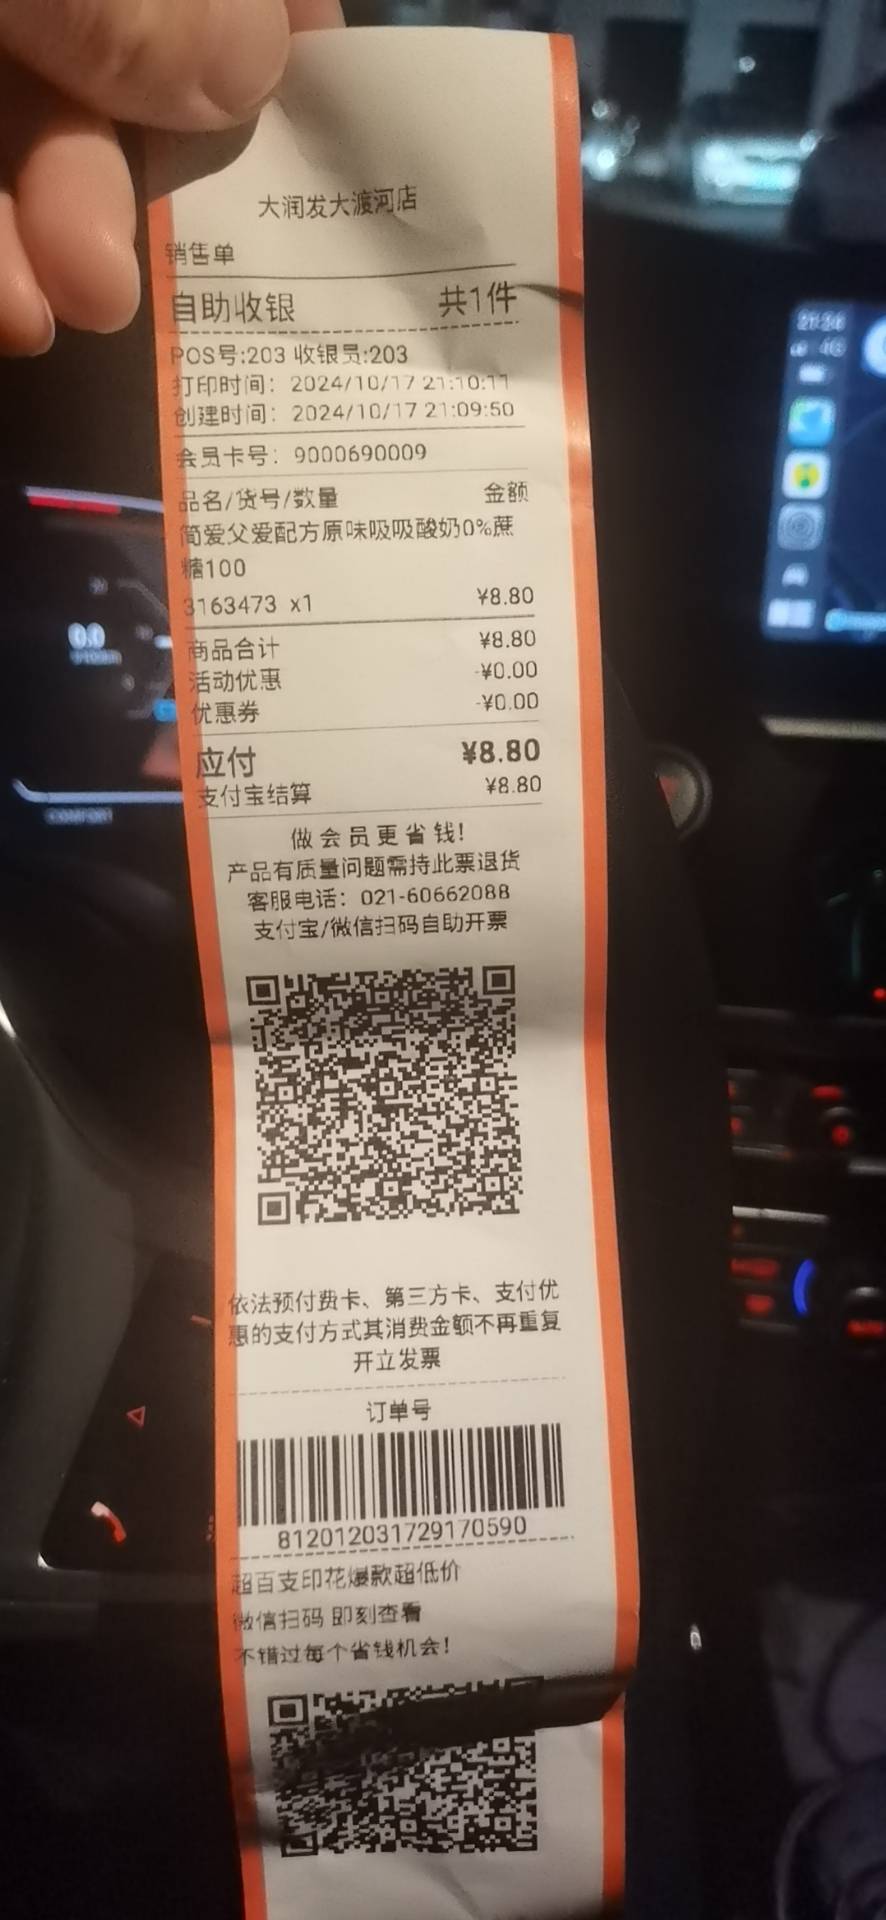 大润发大渡河店
销售单
自助收银 共1件
POS号:203 收银员:203
打印时间：2024/10/17 21:10:11
创建时间：2024/10/17 21:09:50
会员卡号：9000690009
品名/货号/数量 金额
简爱父爱配方原味吸吸酸奶0%蔗
糖100
3163473 x1 ¥8.80
商品合计 ¥8.80
活动优惠 -¥0.00
优惠券 -¥0.00
应付 ¥8.80
支付宝结算 ¥8.80
做会员更省钱!
产品有质量问题需持此票退货
客服电话：021-60662088
支付宝/微信扫码自助开票
依法预付费卡、第三方卡、支付优
惠的支付方式其消费金额不再重复
开立发票
订单号
812012031729170590
超百支印花爆款超低价
微信扫码 即刻查看
不错过每个省钱机会!
21:24
4G
0.0
COMFORT